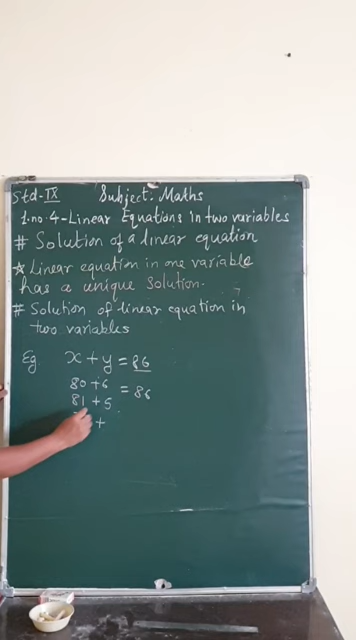 Std-IX Subject: Maths
L.no.4-Linear Equations in two variables
# Solution of a linear equation
* Linear equation in one variable
has a unique solution.
# Solution of linear equation in
two variables
Eg x + y = 86
80 + 6 = 86
81 + 5
+